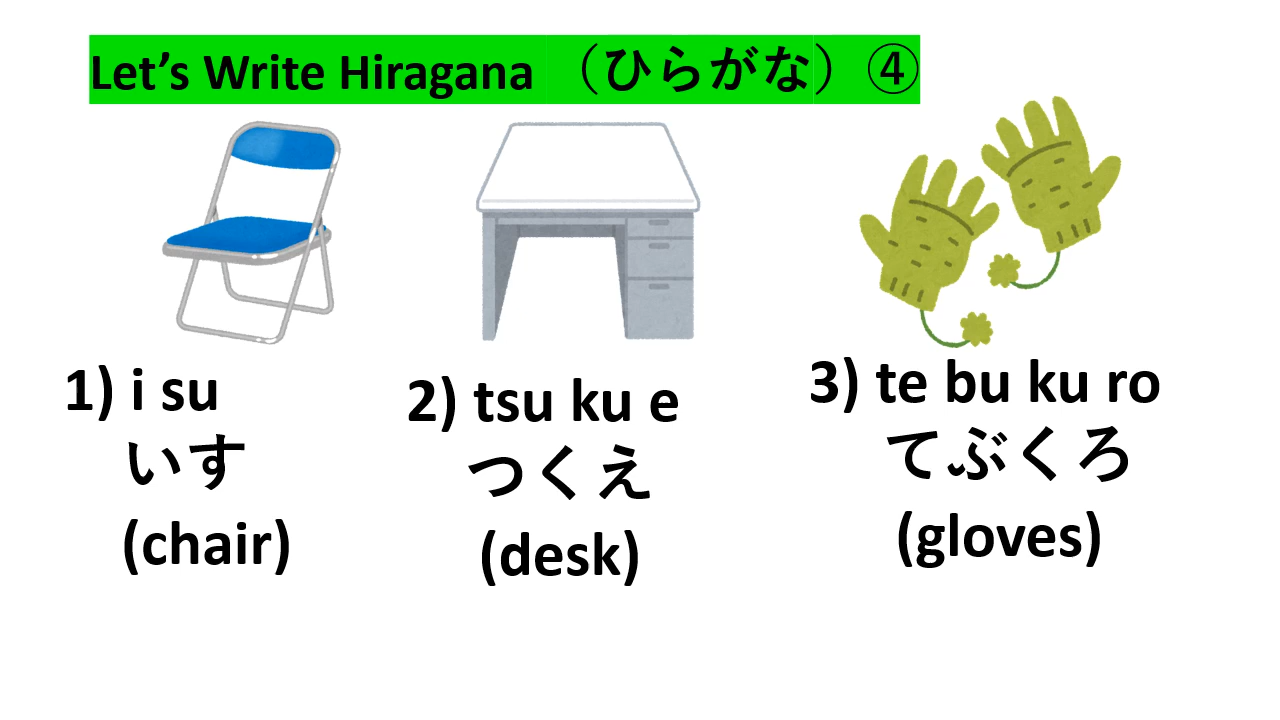 Let's Write Hiragana （ひらがな）④
1) i su
いす
(chair)
2) tsu ku e
つくえ
(desk)
3) te bu ku ro
てぶくろ
(gloves)